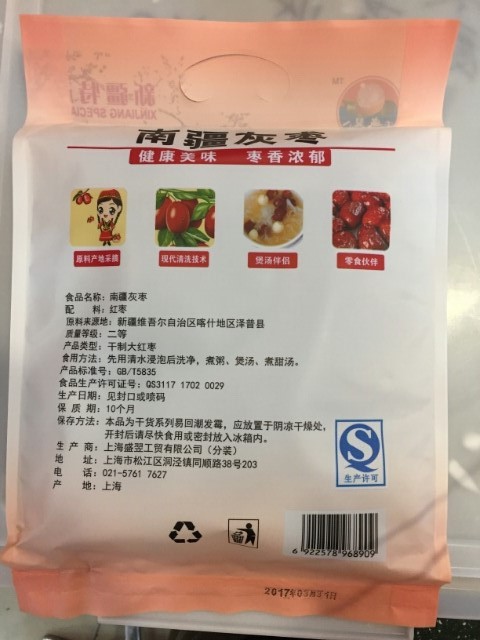 新疆特
XINJIANG SPECIA
TM
南疆灰枣
健康美味 枣香浓郁
原料产地采摘
现代清洗技术
煲汤伴侣
零食伙伴
食品名称：南疆灰枣
配 料：红枣
原料来源地：新疆维吾尔自治区喀什地区泽普县
质量等级：二等
产品类型：干制大红枣
食用方法：先用清水浸泡后洗净，煮粥、煲汤、煮甜汤。
产品标准号：GB/T5835
食品生产许可证号：QS3117 1702 0029
生产日期：见封口或喷码
保 质 期：10个月
保存方法：本品为干货系列易回潮发霉，应放置于阴凉干燥处，
开封后请尽快食用或密封放入冰箱内。
生 产 商：上海盛翌工贸有限公司（分装）
地 址：上海市松江区洞泾镇同顺路38号203
电 话：021-5761 7627
产 地：上海
QS
生产许可
6 922578 968909